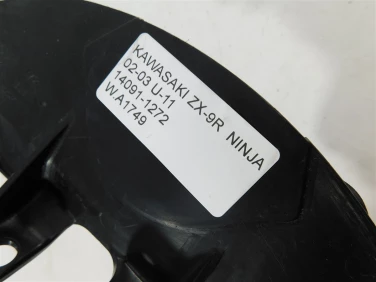 KAWASAKI ZX-9R NINJA
02-03 U-11
14091-1272
W.A1749